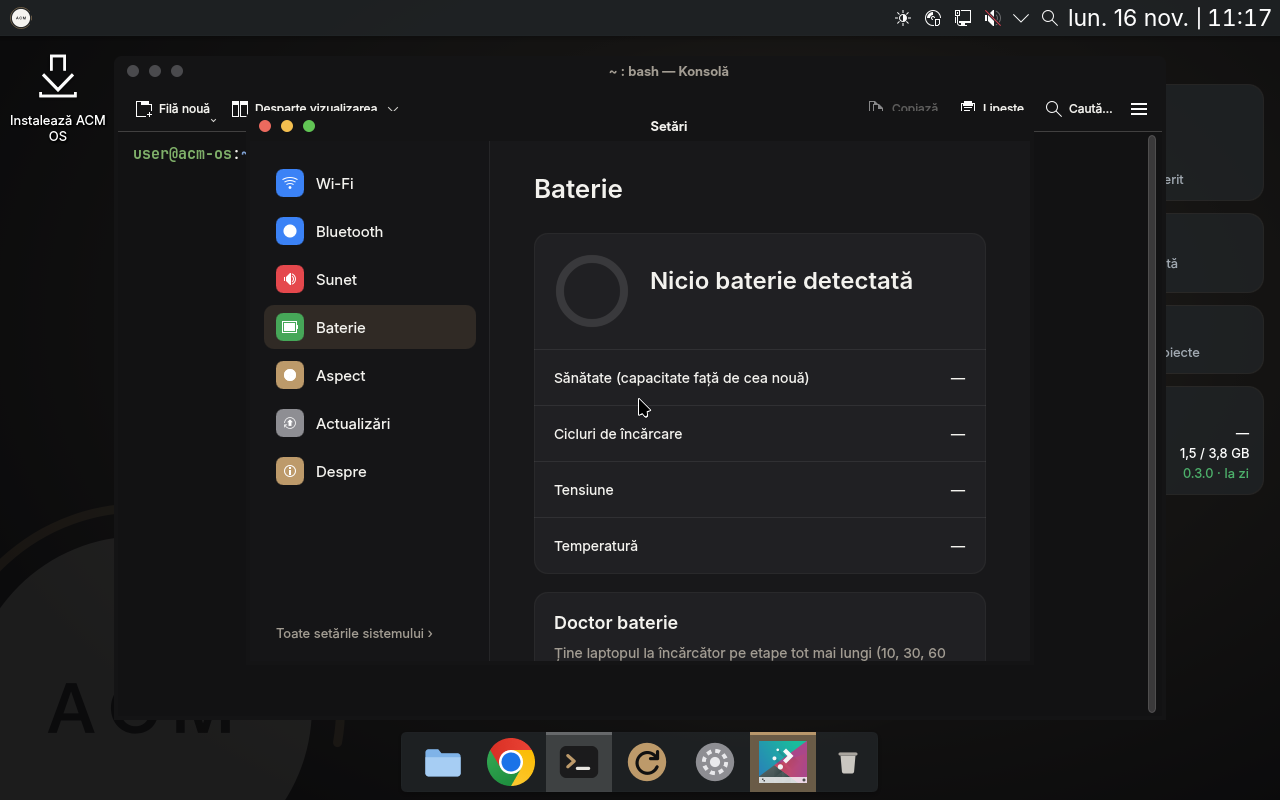 ACM
lun. 16 nov. | 11:17
Instalează ACM
OS
~ : bash — Konsolă
Filă nouă
Desparte vizualizarea
Copiază
Lipește
Caută...
user@acm-os:~
Setări
Wi-Fi
Bluetooth
Sunet
Baterie
Aspect
Actualizări
Despre
Toate setările sistemului ›
Baterie
Nicio baterie detectată
Sănătate (capacitate față de cea nouă) —
Cicluri de încărcare —
Tensiune —
Temperatură —
Doctor baterie
Ține laptopul la încărcător pe etape tot mai lungi (10, 30, 60
—
1,5 / 3,8 GB
0.3.0 · la zi
ACM